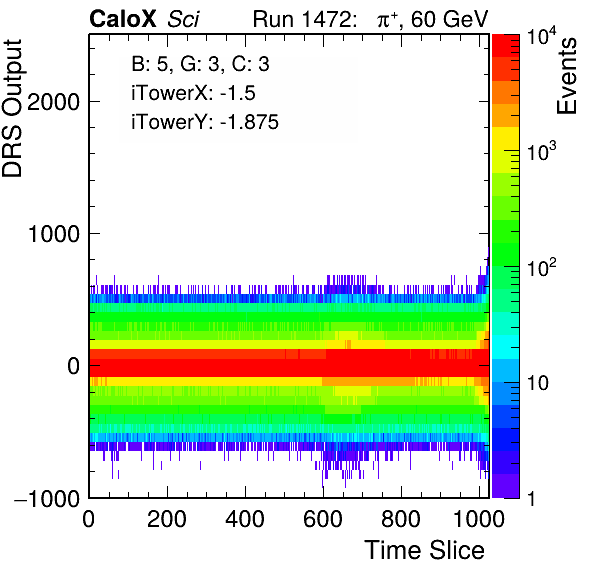 CaloX Sci Run 1472: π⁺, 60 GeV
B: 5, G: 3, C: 3
iTowerX: -1.5
iTowerY: -1.875
DRS Output
2000
1000
0
−1000
0 200 400 600 800 1000
Time Slice
Events
10⁴
10³
10²
10
1